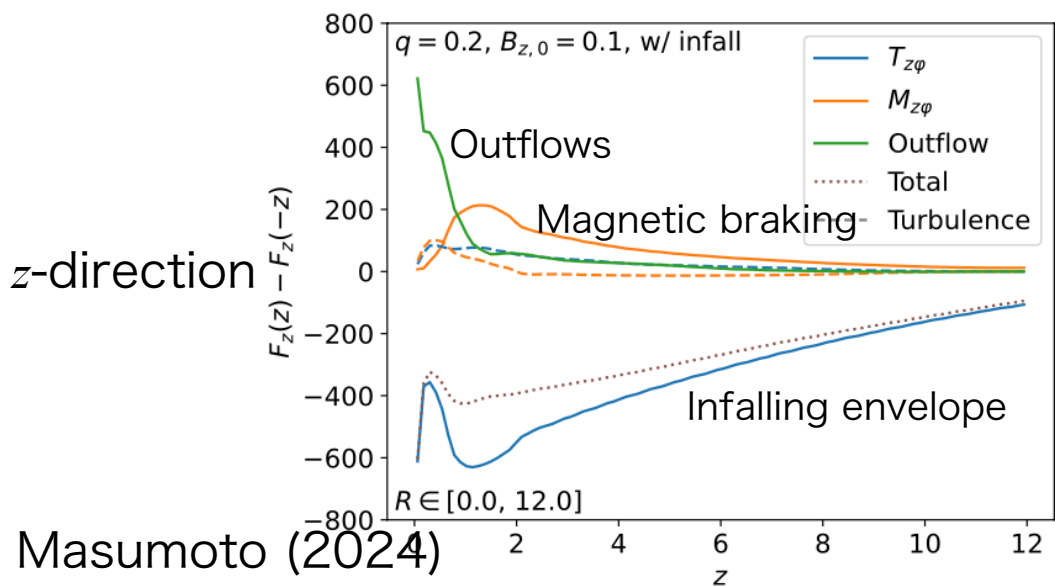 800
600
400
200
0
−200
−400
−600
−800
F_z(z) − F_z(−z)
q = 0.2, B_{z, 0} = 0.1, w/ infall
T_{zφ}
M_{zφ}
Outflow
Total
Turbulence
Outflows
Magnetic braking
z-direction
Infalling envelope
R ∈ [0.0, 12.0]
0 2 4 6 8 10 12
z
Masumoto (2024)